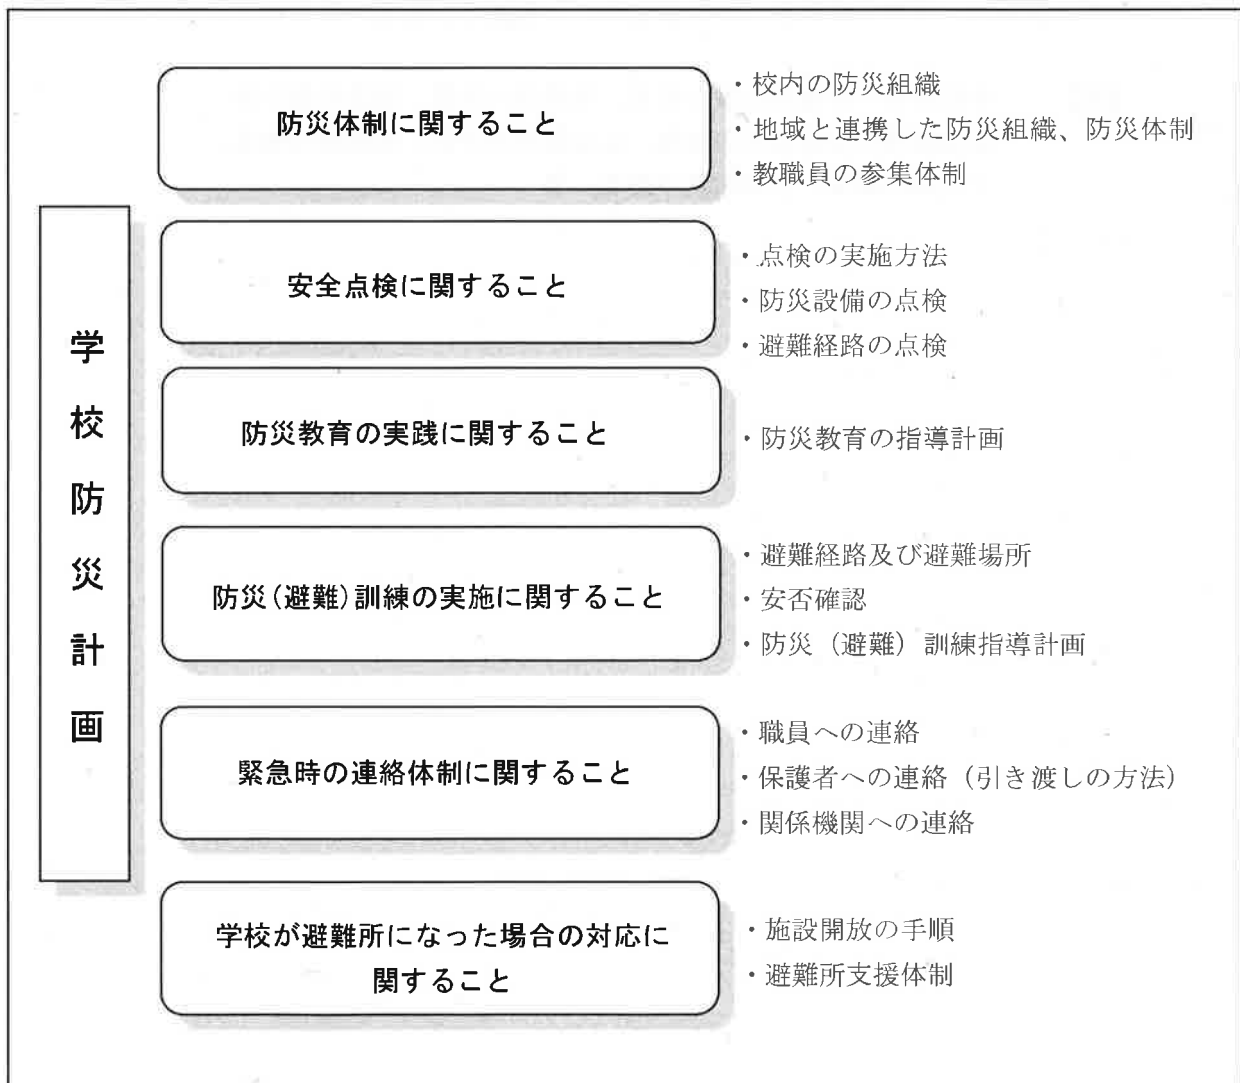 学校防災計画
防災体制に関すること
・校内の防災組織
・地域と連携した防災組織、防災体制
・教職員の参集体制
安全点検に関すること
・点検の実施方法
・防災設備の点検
・避難経路の点検
防災教育の実践に関すること
・防災教育の指導計画
防災(避難)訓練の実施に関すること
・避難経路及び避難場所
・安否確認
・防災（避難）訓練指導計画
緊急時の連絡体制に関すること
・職員への連絡
・保護者への連絡（引き渡しの方法）
・関係機関への連絡
学校が避難所になった場合の対応に
関すること
・施設開放の手順
・避難所支援体制